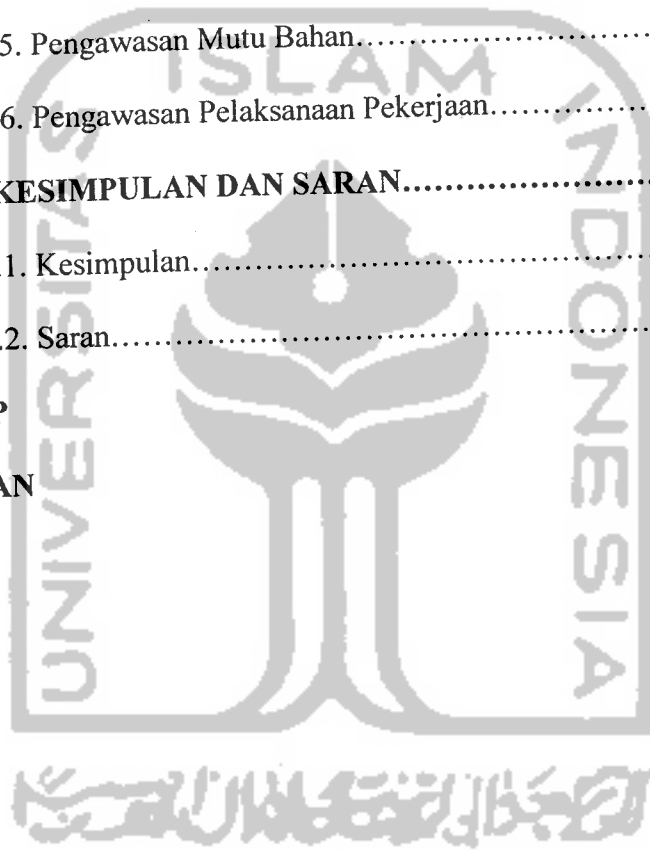 5. Pengawasan Mutu Bahan……………………………
6. Pengawasan Pelaksanaan Pekerjaan………………
KESIMPULAN DAN SARAN……………………
.1. Kesimpulan………………………………………………
.2. Saran…………………………………………………………
P
AN
UNIVERSITAS
ISLAM
INDONESIA